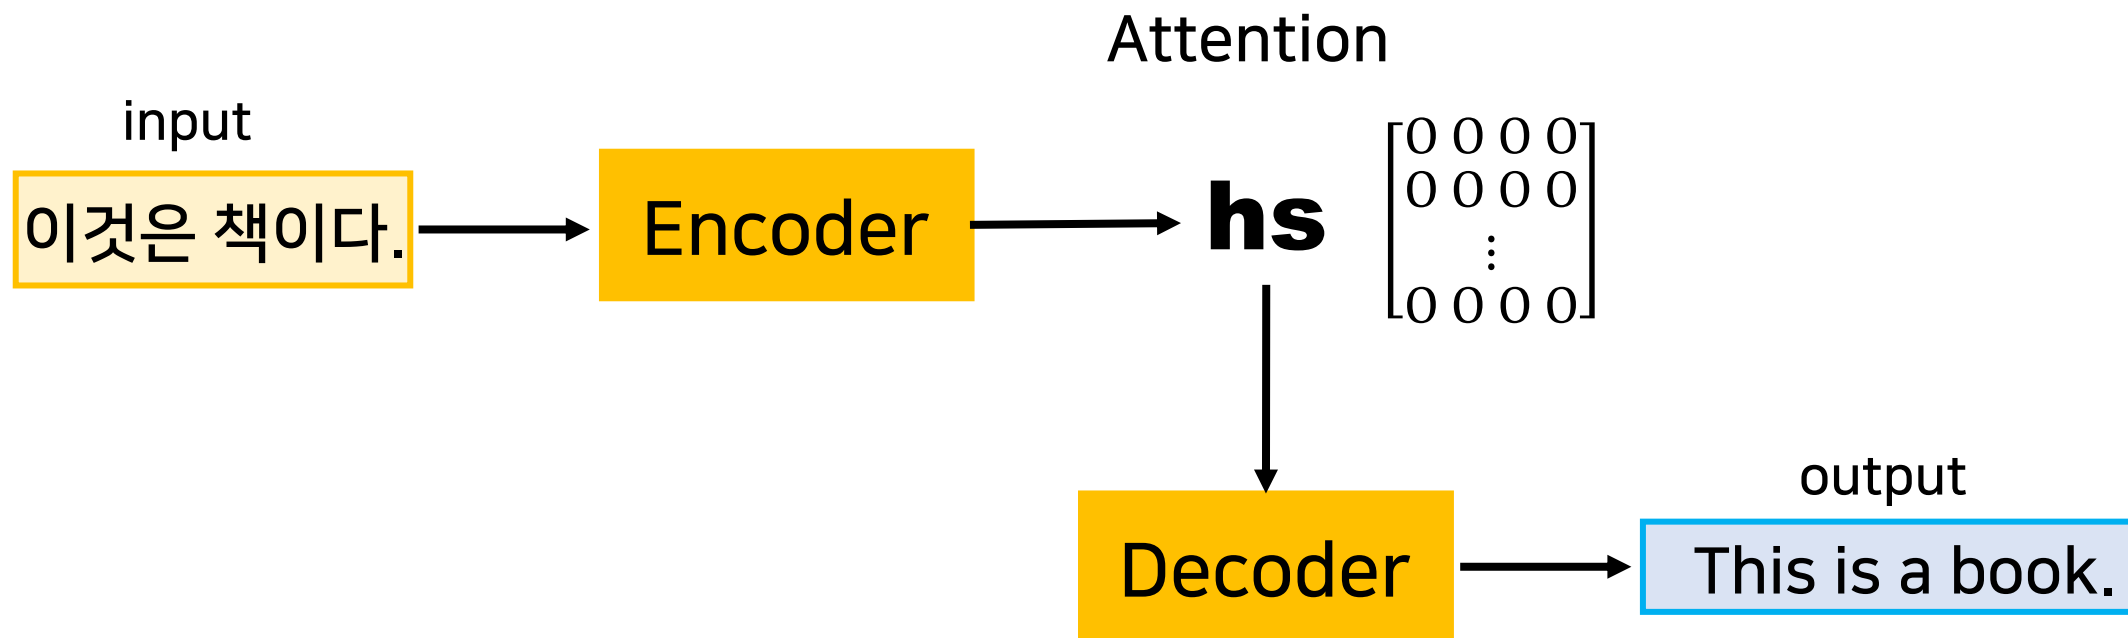 Attention
input
이것은 책이다.
Encoder
hs
0 0 0 0
0 0 0 0
⋮
0 0 0 0
Decoder
output
This is a book.